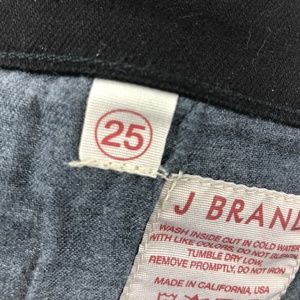 25
J BRAND
WASH INSIDE OUT IN COLD WATER
WITH LIKE COLORS, DO NOT BLEACH
TUMBLE DRY LOW,
REMOVE PROMPTLY, DO NOT IRON
MADE IN CALIFORNIA, USA